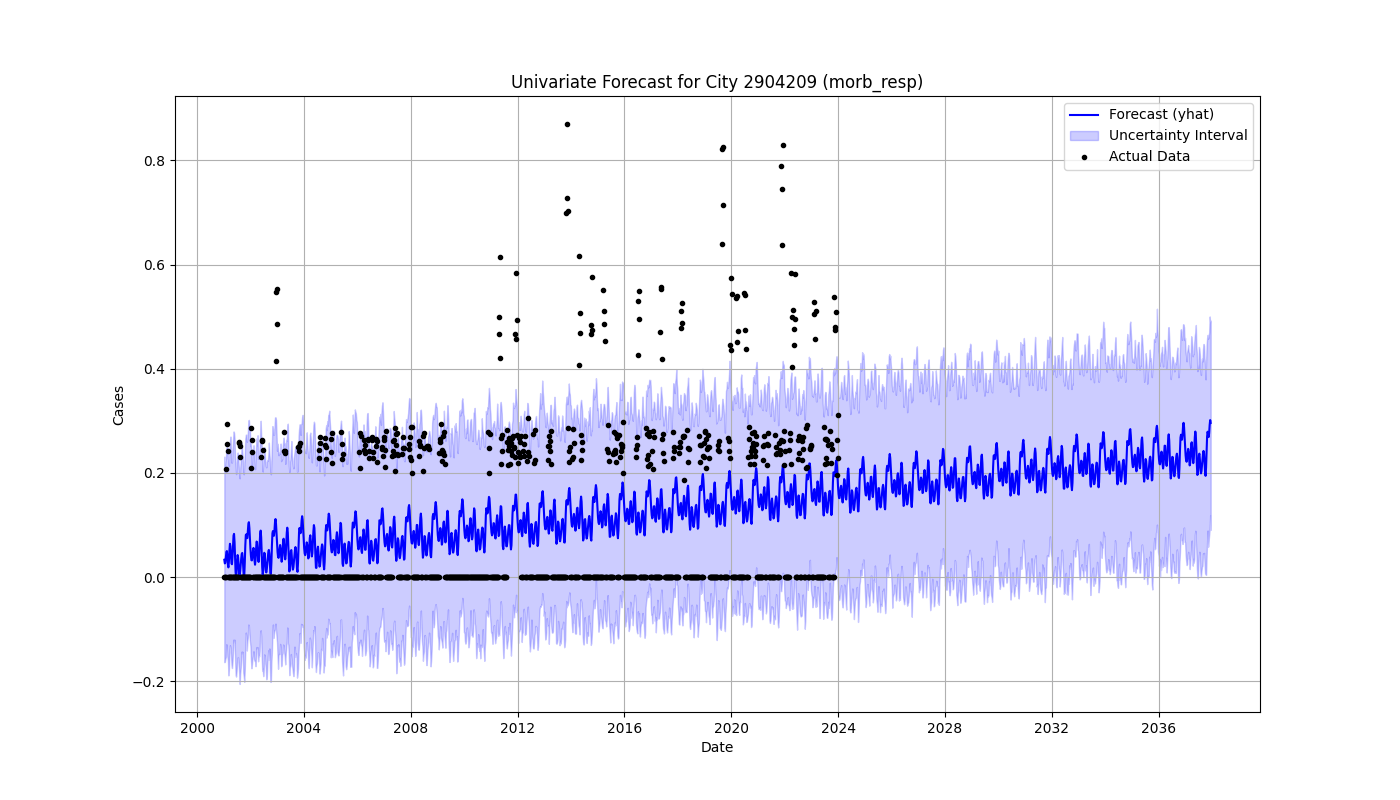 Univariate Forecast for City 2904209 (morb_resp)
Forecast (yhat)
Uncertainty Interval
Actual Data
Cases
0.8
0.6
0.4
0.2
0.0
−0.2
2000 2004 2008 2012 2016 2020 2024 2028 2032 2036
Date